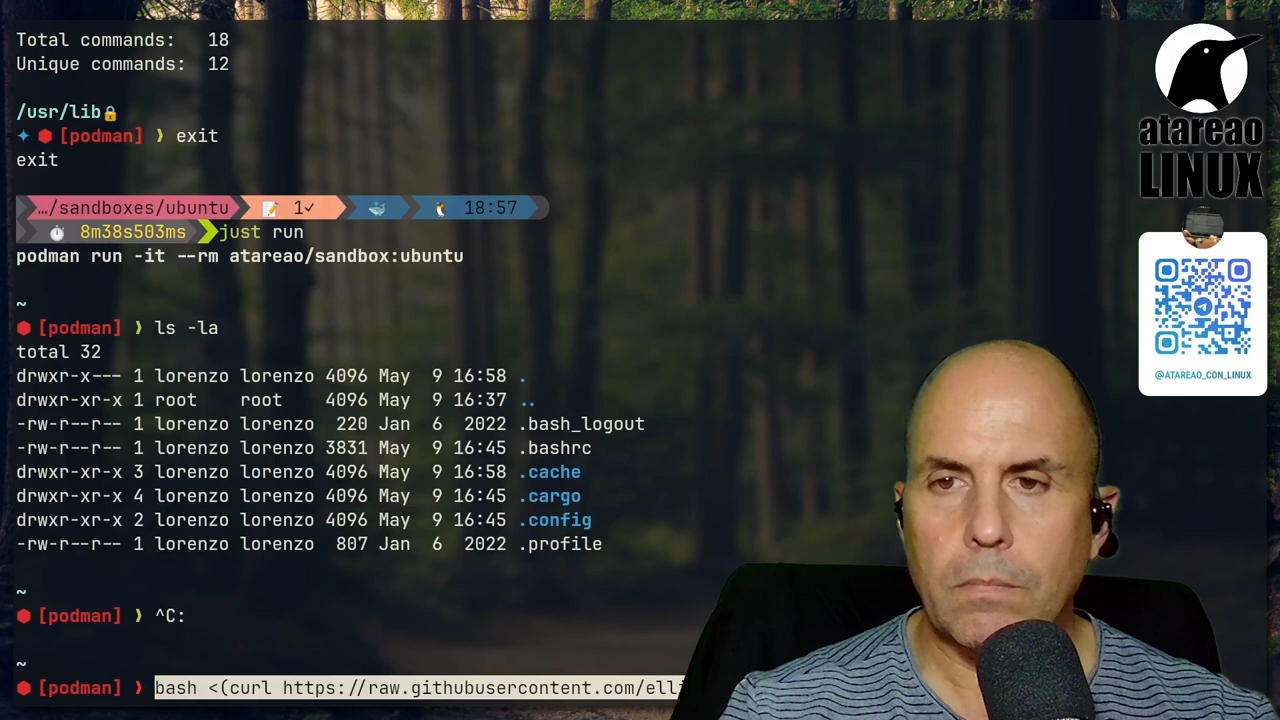 Total commands:   18
Unique commands:  12
/usr/lib
[podman] ❯ exit
exit
…/sandboxes/ubuntu 1✓ 18:57
8m38s503ms just run
podman run -it --rm atareao/sandbox:ubuntu
~
[podman] ❯ ls -la
total 32
drwxr-x--- 1 lorenzo lorenzo 4096 May  9 16:58 .
drwxr-xr-x 1 root    root    4096 May  9 16:37 ..
-rw-r--r-- 1 lorenzo lorenzo  220 Jan  6  2022 .bash_logout
-rw-r--r-- 1 lorenzo lorenzo 3831 May  9 16:45 .bashrc
drwxr-xr-x 3 lorenzo lorenzo 4096 May  9 16:58 .cache
drwxr-xr-x 4 lorenzo lorenzo 4096 May  9 16:45 .cargo
drwxr-xr-x 2 lorenzo lorenzo 4096 May  9 16:45 .config
-rw-r--r-- 1 lorenzo lorenzo  807 Jan  6  2022 .profile
~
[podman] ❯ ^C:
~
[podman] ❯ bash <(curl https://raw.githubusercontent.com/elli
atareao
LINUX
@ATAREAO_CON_LINUX